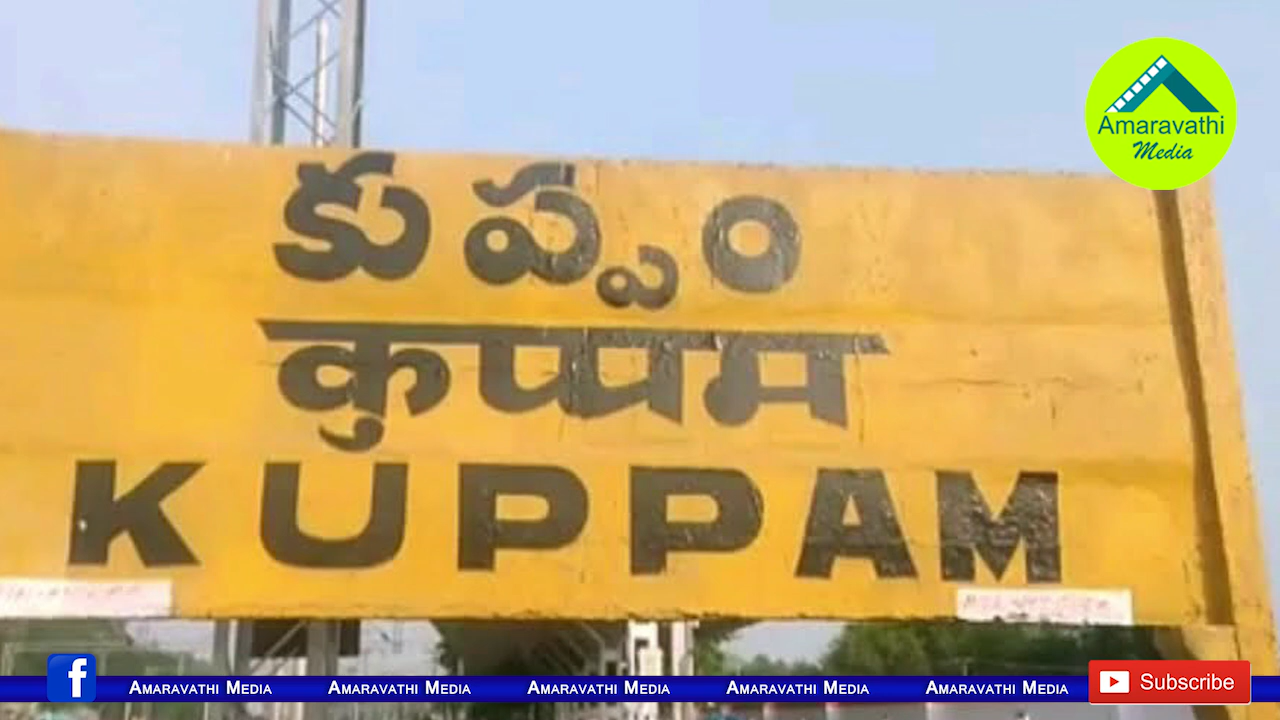 Amaravathi
Media
కుప్పం
कुप्पम
KUPPAM
Amaravathi Media Amaravathi Media Amaravathi Media Amaravathi Media Amaravathi Media
Subscribe